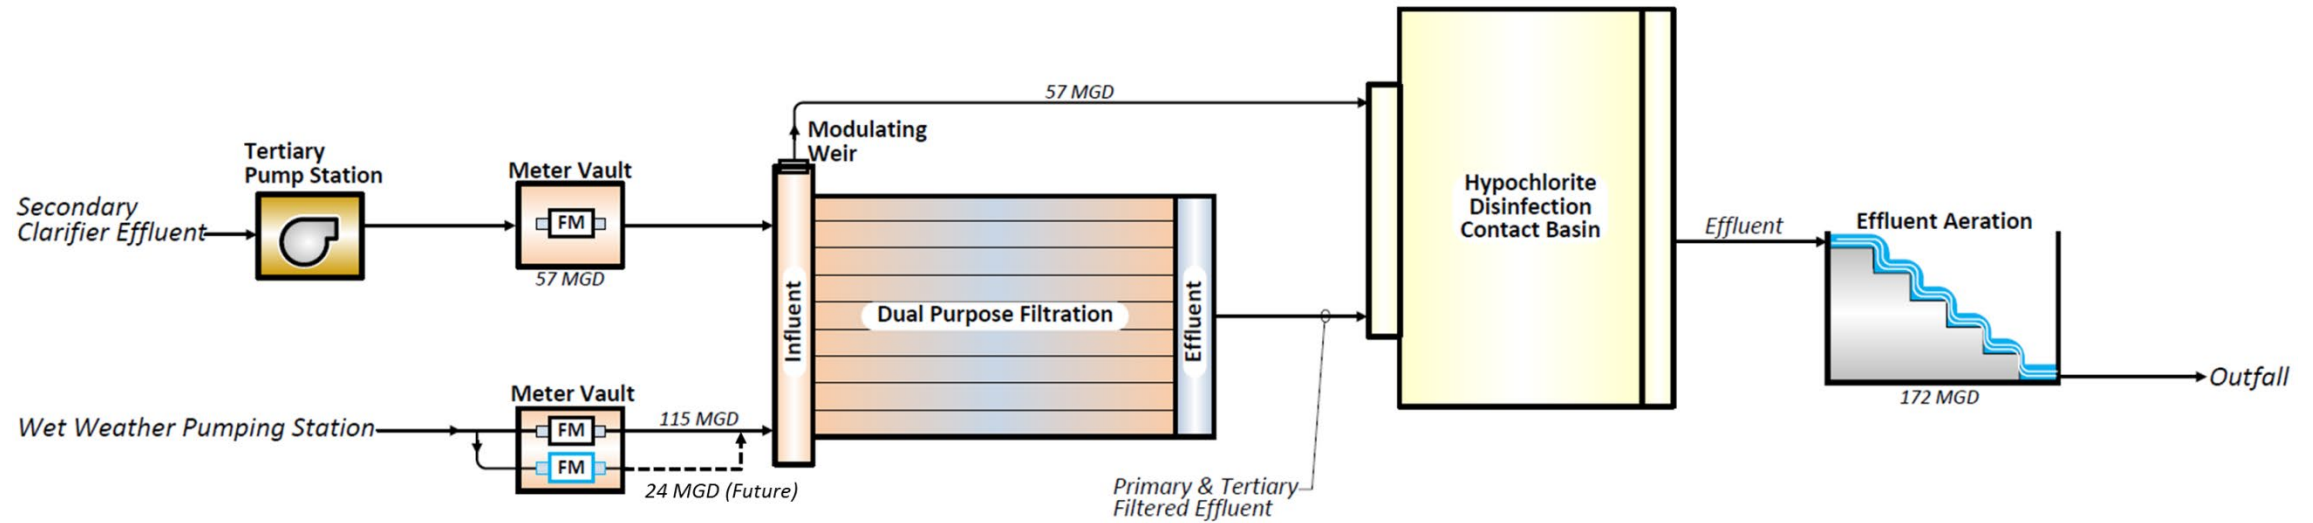 57 MGD
Modulating
Weir
Tertiary
Pump Station
Meter Vault
Secondary
Clarifier Effluent
FM
57 MGD
Influent
Dual Purpose Filtration
Effluent
Hypochlorite
Disinfection
Contact Basin
Effluent
Effluent Aeration
172 MGD
Outfall
Meter Vault
Wet Weather Pumping Station
FM
115 MGD
FM
24 MGD (Future)
Primary & Tertiary
Filtered Effluent